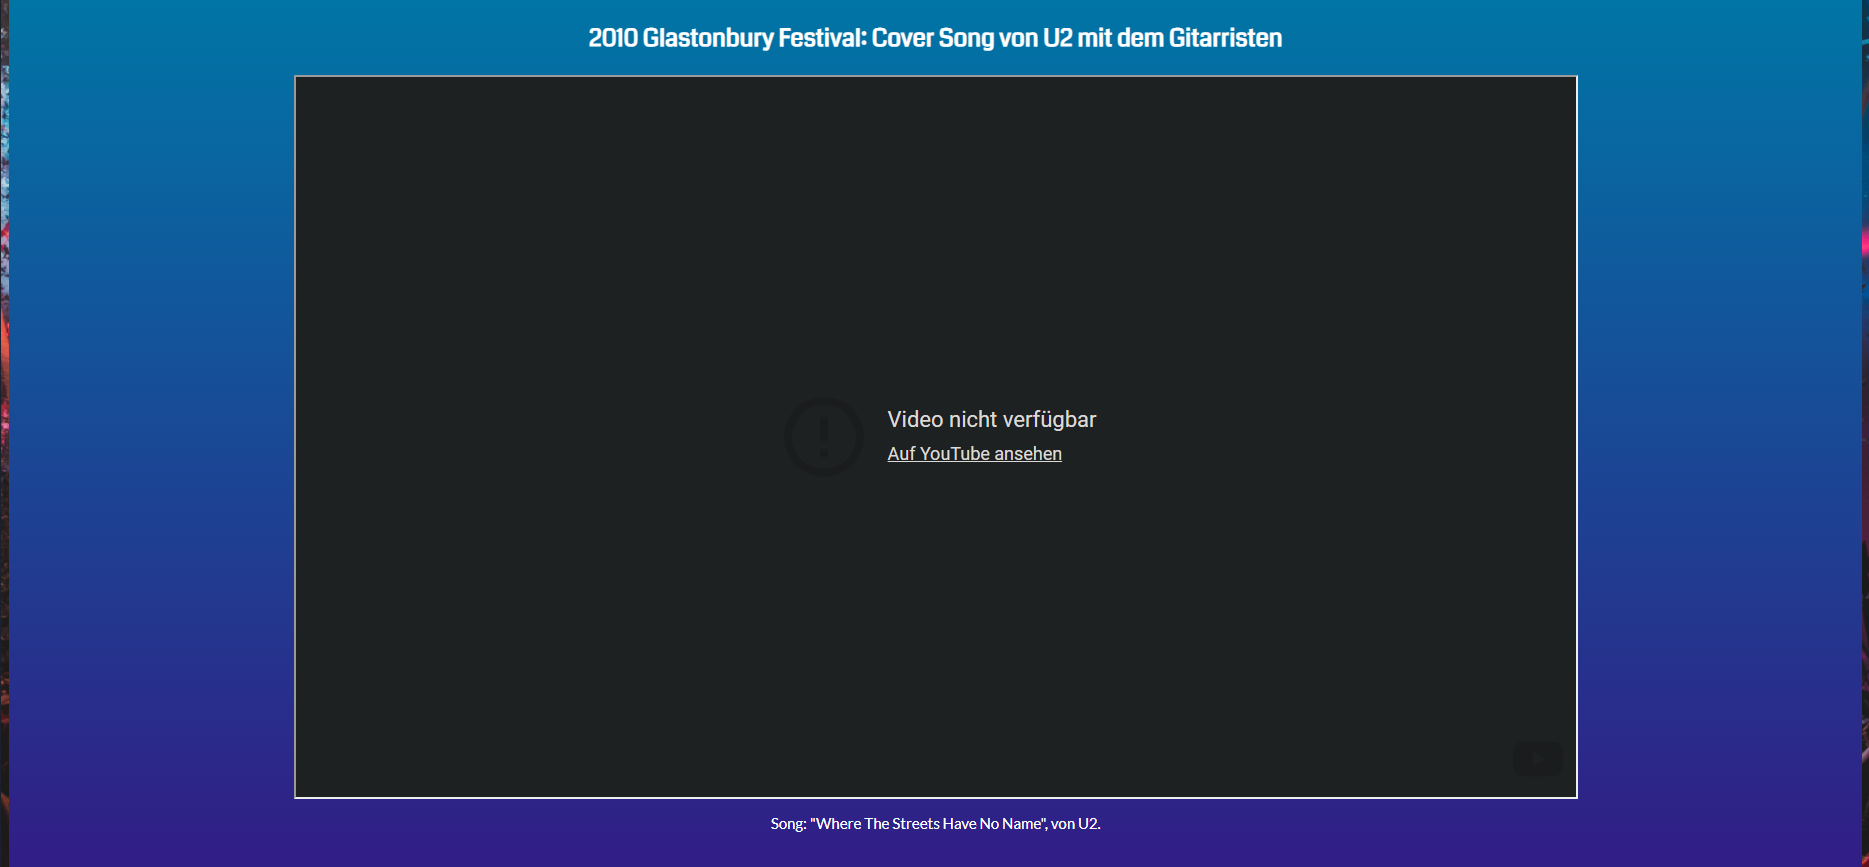 2010 Glastonbury Festival: Cover Song von U2 mit dem Gitarristen
Video nicht verfügbar
Auf YouTube ansehen
Song: "Where The Streets Have No Name", von U2.